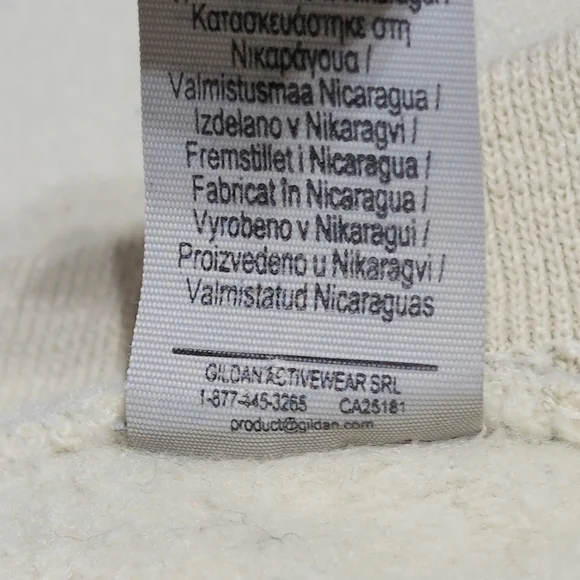 Κατασκευάστηκε στη
Νικαράγουα /
Valmistusmaa Nicaragua /
Izdelano v Nikaragvi /
Fremstillet i Nicaragua /
Fabricat în Nicaragua /
Vyrobeno v Nikaragui /
Proizvedeno u Nikaragvi /
Valmistatud Nicaraguas
GILDAN ACTIVEWEAR SRL
1-877-445-3265 CA25181
product@gildan.com